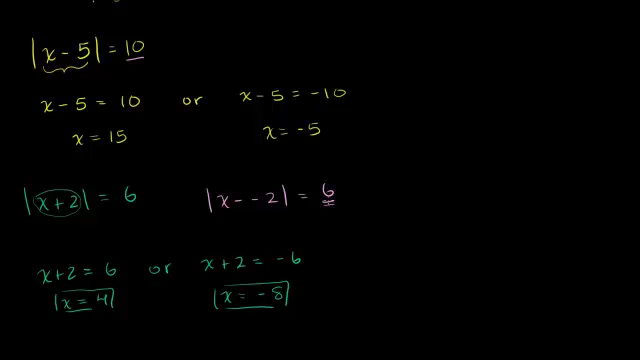 |x - 5| = 10
x - 5 = 10 or x - 5 = -10
x = 15 x = -5
|x + 2| = 6 |x - -2| = 6
x + 2 = 6 or x + 2 = -6
x = 4 x = -8